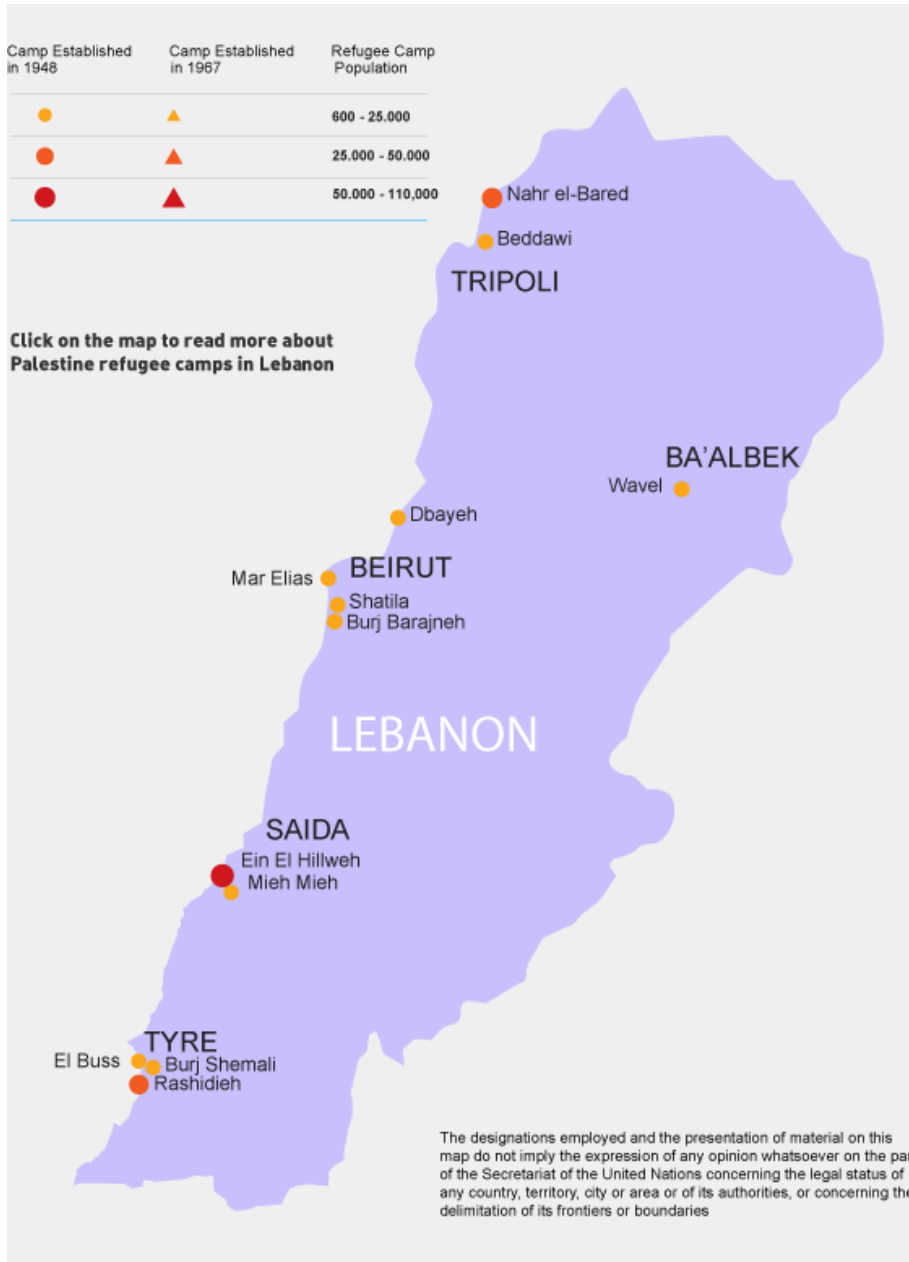 Camp Established
in 1948
Camp Established
in 1967
Refugee Camp
Population
600 - 25.000
25.000 - 50.000
50.000 - 110,000
Click on the map to read more about
Palestine refugee camps in Lebanon
Nahr el-Bared
Beddawi
TRIPOLI
BA'ALBEK
Wavel
Dbayeh
BEIRUT
Mar Elias
Shatila
Burj Barajneh
LEBANON
SAIDA
Ein El Hillweh
Mieh Mieh
TYRE
El Buss
Burj Shemali
Rashidieh
The designations employed and the presentation of material on this
map do not imply the expression of any opinion whatsoever on the par
of the Secretariat of the United Nations concerning the legal status of
any country, territory, city or area or of its authorities, or concerning the
delimitation of its frontiers or boundaries